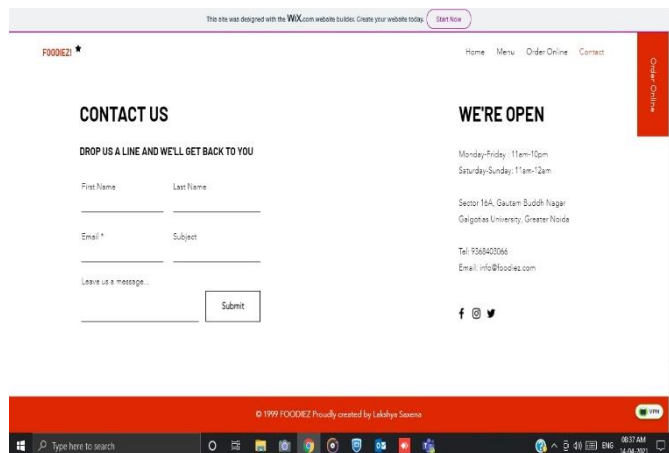 This site was designed with the WiX.com website builder. Create your website today. Start Now
FOODIEZ!
Home Menu Order Online Contact
Order Online
CONTACT US
DROP US A LINE AND WE'LL GET BACK TO YOU
First Name Last Name
Email * Subject
Leave us a message...
Submit
WE'RE OPEN
Monday-Friday : 11am-10pm
Saturday-Sunday: 11am-12am
Sector 16A, Gautam Buddh Nagar
Galgotias University, Greater Noida
Tel: 9368403066
Email: info@foodiez.com
© 1999 FOODIEZ Proudly created by Lakshya Saxena
VPN
Type here to search
ENG
08:37 AM
14-04-2021